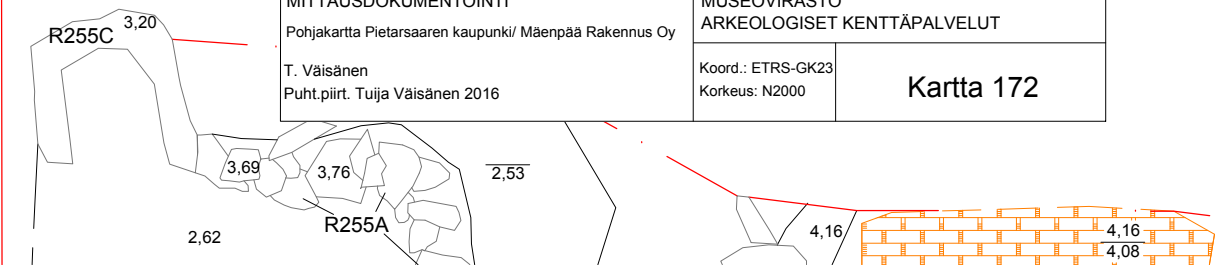 MITTAUSDOKUMENTOINTI
Pohjakartta Pietarsaaren kaupunki/ Mäenpää Rakennus Oy
T. Väisänen
Puht.piirt. Tuija Väisänen 2016
MUSEOVIRASTO
ARKEOLOGISET KENTTÄPALVELUT
Koord.: ETRS-GK23
Korkeus: N2000
Kartta 172
R255C
3,20
3,69
3,76
2,53
R255A
2,62
4,16
4,16
4,08